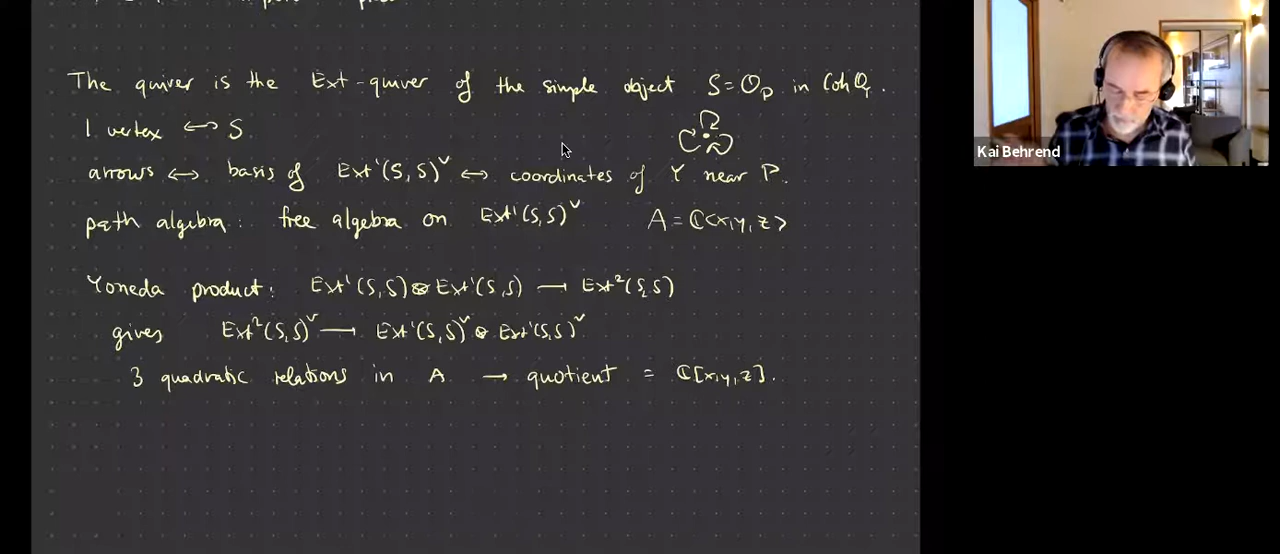 The quiver is the Ext-quiver of the simple object S = O_P in Coh O_Y.
1 vertex ↔ S
arrows ↔ basis of Ext¹(S,S)^∨ ↔ coordinates of Y near P.
path algebra: free algebra on Ext¹(S,S)^∨ A = ℂ<x,y,z>
Yoneda product: Ext¹(S,S) ⊗ Ext¹(S,S) → Ext²(S,S)
gives Ext²(S,S)^∨ → Ext¹(S,S)^∨ ⊗ Ext¹(S,S)^∨
3 quadratic relations in A → quotient = ℂ[x,y,z].
Kai Behrend